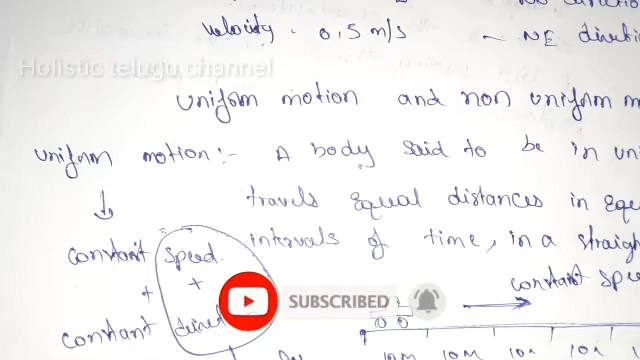 velocity - 0.5 m/s - NE
Holistic telugu channel
uniform motion and non uniform
uniform motion :- A body said to be in
travels equal distances in
constant speed intervals of time, in a
+ +
constant
SUBSCRIBED
constant
10m 10m 10m